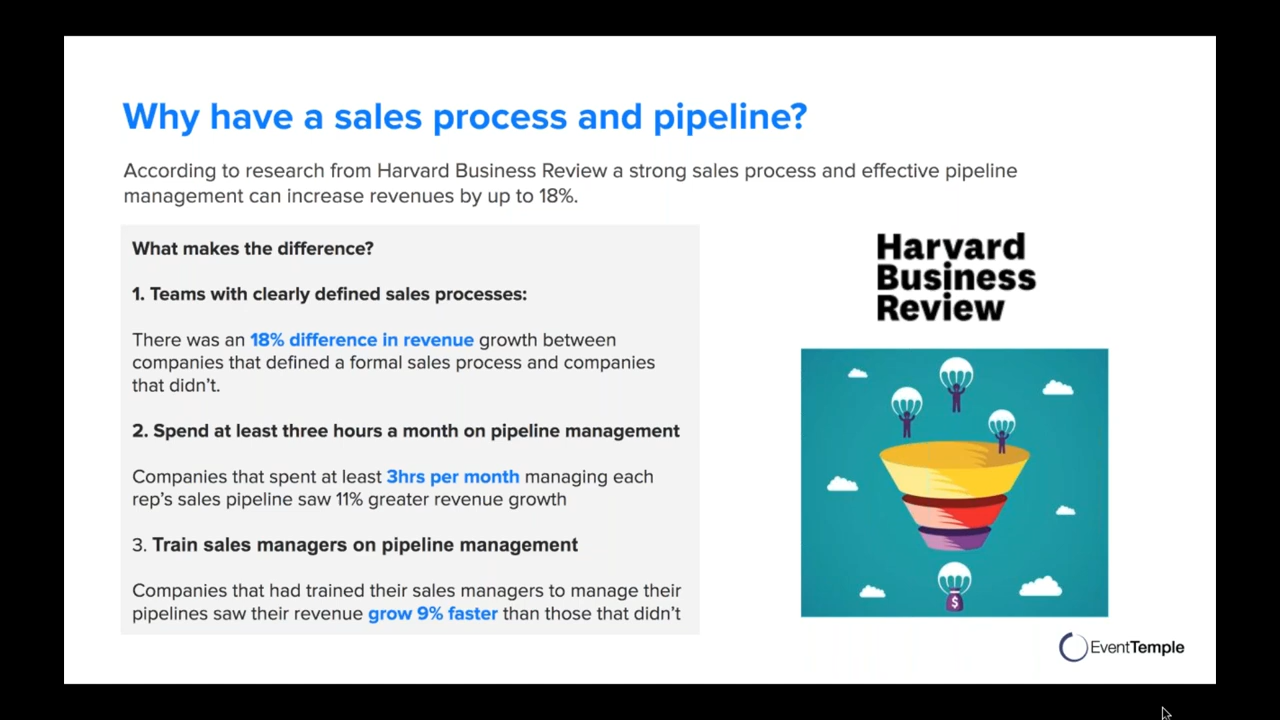 Why have a sales process and pipeline?
According to research from Harvard Business Review a strong sales process and effective pipeline
management can increase revenues by up to 18%.
What makes the difference?
1. Teams with clearly defined sales processes:
There was an 18% difference in revenue growth between
companies that defined a formal sales process and companies
that didn’t.
2. Spend at least three hours a month on pipeline management
Companies that spent at least 3hrs per month managing each
rep’s sales pipeline saw 11% greater revenue growth
3. Train sales managers on pipeline management
Companies that had trained their sales managers to manage their
pipelines saw their revenue grow 9% faster than those that didn’t
Harvard
Business
Review
$
EventTemple